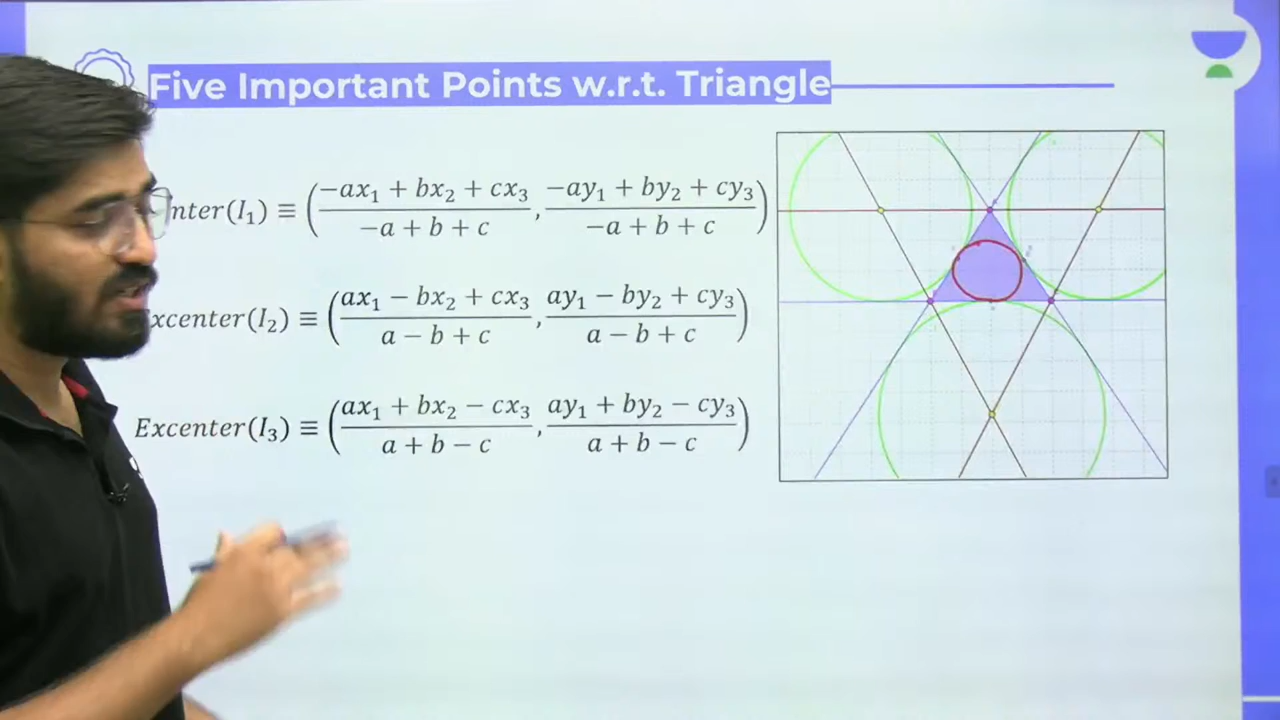 Five Important Points w.r.t. Triangle
nter(I₁) ≡ ( (−ax₁ + bx₂ + cx₃)/(−a + b + c) , (−ay₁ + by₂ + cy₃)/(−a + b + c) )
xcenter(I₂) ≡ ( (ax₁ − bx₂ + cx₃)/(a − b + c) , (ay₁ − by₂ + cy₃)/(a − b + c) )
Excenter(I₃) ≡ ( (ax₁ + bx₂ − cx₃)/(a + b − c) , (ay₁ + by₂ − cy₃)/(a + b − c) )